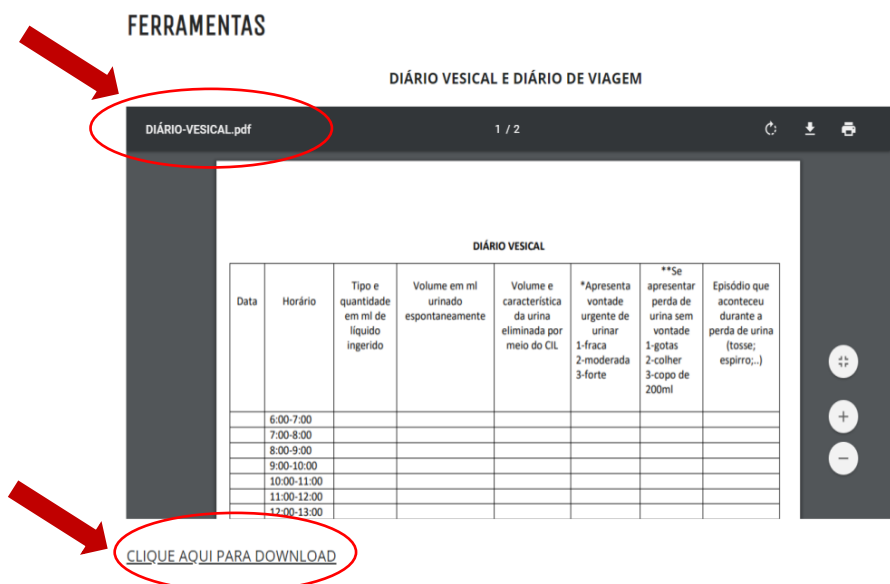 FERRAMENTAS
DIÁRIO VESICAL E DIÁRIO DE VIAGEM
DIÁRIO-VESICAL.pdf
1 / 2
DIÁRIO VESICAL
Data
Horário
Tipo e
quantidade
em ml de
líquido
ingerido
Volume em ml
urinado
espontaneamente
Volume e
característica
da urina
eliminada por
meio do CIL
*Apresenta
vontade
urgente de
urinar
1-fraca
2-moderada
3-forte
**Se
apresentar
perda de
urina sem
vontade
1-gotas
2-colher
3-copo de
200ml
Episódio que
aconteceu
durante a
perda de urina
(tosse;
espirro;..)
6:00-7:00
7:00-8:00
8:00-9:00
9:00-10:00
10:00-11:00
11:00-12:00
12:00-13:00
CLIQUE AQUI PARA DOWNLOAD